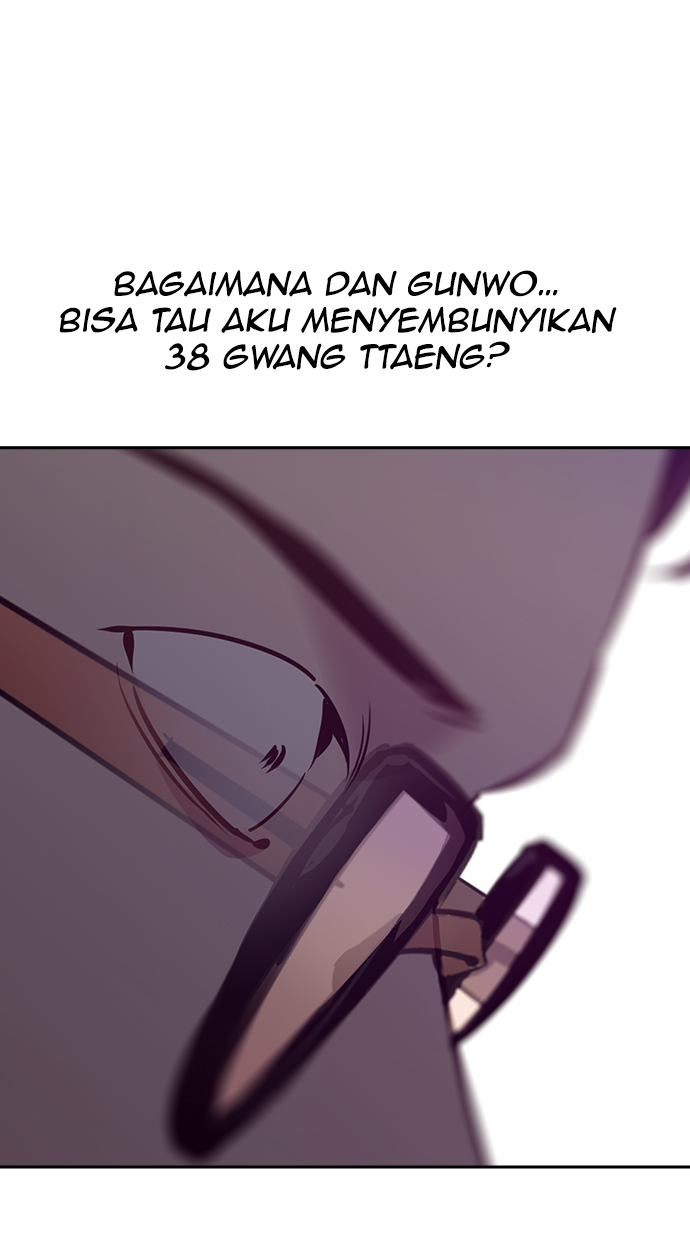 BAGAIMANA DAN GUNWO...
BISA TAU AKU MENYEMBUNYIKAN
38 GWANG TTAENG?